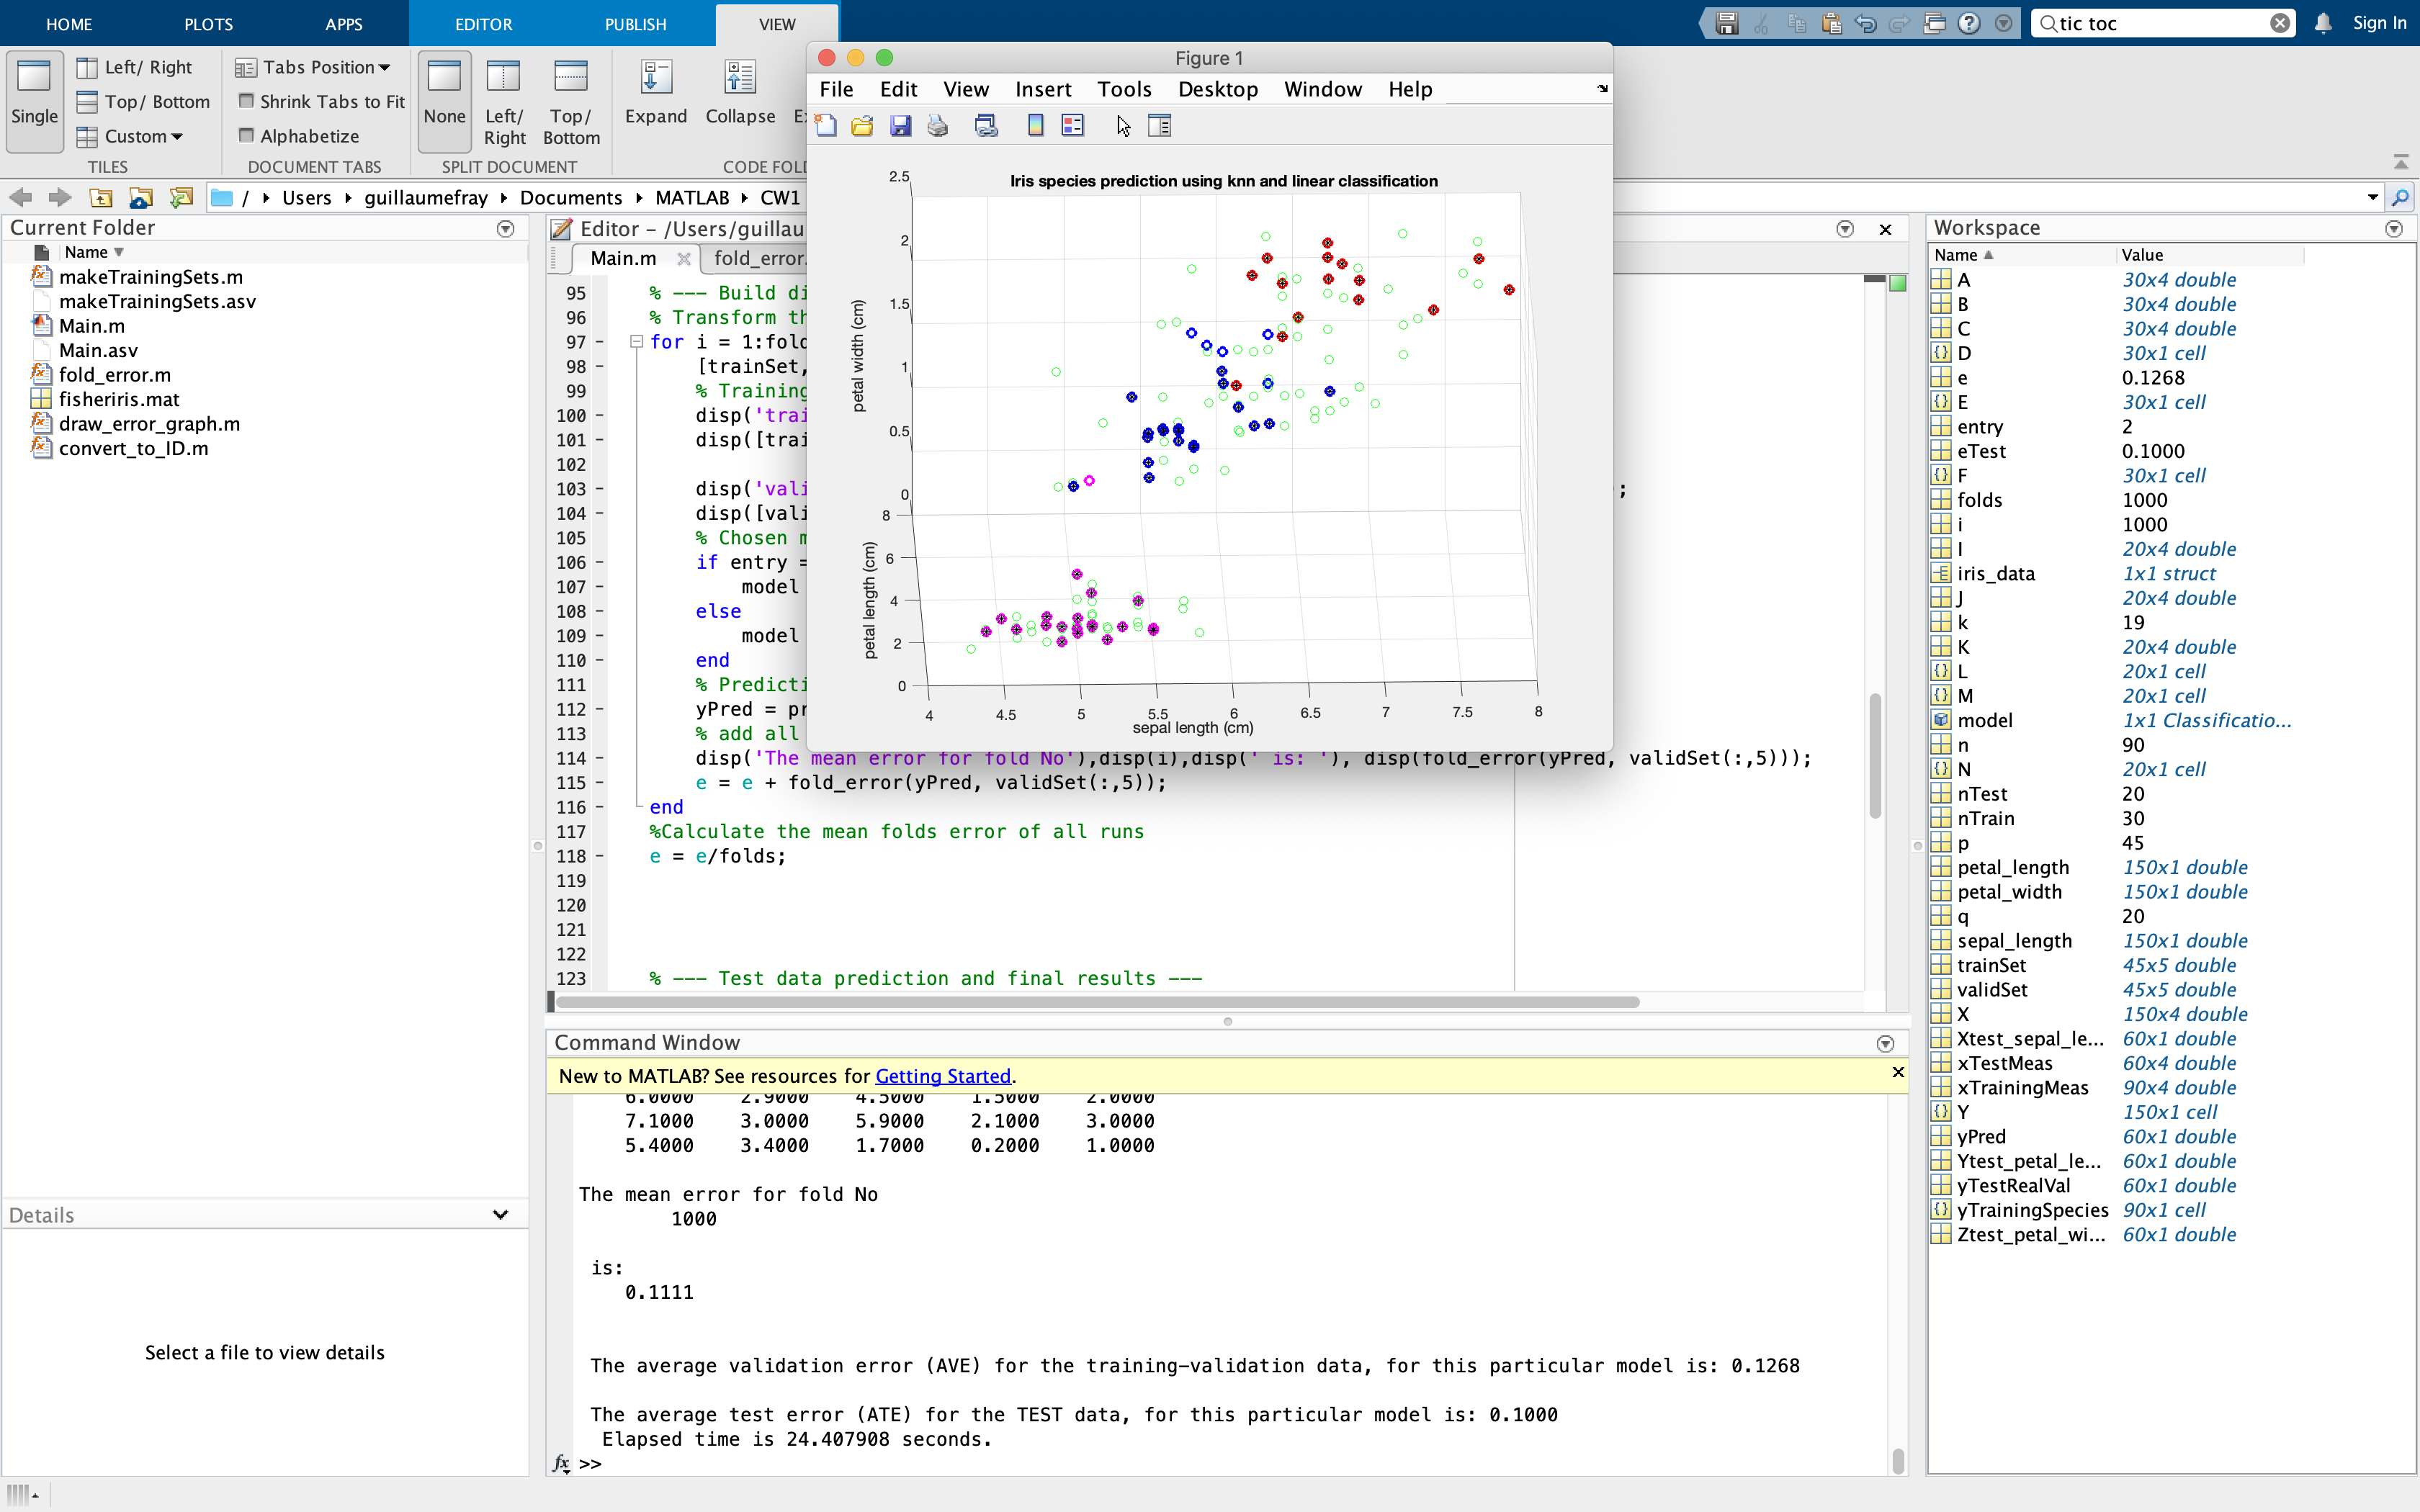 HOME PLOTS APPS EDITOR PUBLISH VIEW tic toc Sign In
Left/ Right Tabs Position
Top/ Bottom Shrink Tabs to Fit
Single Custom Alphabetize None Left/ Right Top/ Bottom Expand Collapse
TILES DOCUMENT TABS SPLIT DOCUMENT CODE FOL
/ Users guillaumefray Documents MATLAB CW1
Current Folder
Name
makeTrainingSets.m
makeTrainingSets.asv
Main.m
Main.asv
fold_error.m
fisheriris.mat
draw_error_graph.m
convert_to_ID.m
Details
Select a file to view details
Editor – /Users/guillau
Main.m fold_error.
95 % --- Build di
96 % Transform th
97 for i = 1:fold
98 [trainSet,
99 % Training
100 disp('trai
101 disp([trai
102
103 disp('vali ;
104 disp([vali
105 % Chosen m
106 if entry =
107 model
108 else
109 model
110 end
111 % Predicti
112 yPred = pr
113 % add all
114 disp('The mean error for fold No'),disp(i),disp(' is: '), disp(fold_error(yPred, validSet(:,5)));
115 e = e + fold_error(yPred, validSet(:,5));
116 end
117 %Calculate the mean folds error of all runs
118 e = e/folds;
119
120
121
122
123 % --- Test data prediction and final results ---
Figure 1
File Edit View Insert Tools Desktop Window Help
Iris species prediction using knn and linear classification
2.5
2
1.5
1
0.5
0
petal width (cm)
8
6
4
2
0
petal length (cm)
4 4.5 5 5.5 6 6.5 7 7.5 8
sepal length (cm)
Command Window
New to MATLAB? See resources for Getting Started.
6.0000 2.9000 4.5000 1.5000 2.0000
7.1000 3.0000 5.9000 2.1000 3.0000
5.4000 3.4000 1.7000 0.2000 1.0000
The mean error for fold No
1000
is:
0.1111
The average validation error (AVE) for the training-validation data, for this particular model is: 0.1268
The average test error (ATE) for the TEST data, for this particular model is: 0.1000
Elapsed time is 24.407908 seconds.
fx >>
Workspace
Name Value
A 30x4 double
B 30x4 double
C 30x4 double
D 30x1 cell
e 0.1268
E 30x1 cell
entry 2
eTest 0.1000
F 30x1 cell
folds 1000
i 1000
I 20x4 double
iris_data 1x1 struct
J 20x4 double
k 19
K 20x4 double
L 20x1 cell
M 20x1 cell
model 1x1 Classificatio...
n 90
N 20x1 cell
nTest 20
nTrain 30
p 45
petal_length 150x1 double
petal_width 150x1 double
q 20
sepal_length 150x1 double
trainSet 45x5 double
validSet 45x5 double
X 150x4 double
Xtest_sepal_le... 60x1 double
xTestMeas 60x4 double
xTrainingMeas 90x4 double
Y 150x1 cell
yPred 60x1 double
Ytest_petal_le... 60x1 double
yTestRealVal 60x1 double
yTrainingSpecies 90x1 cell
Ztest_petal_wi... 60x1 double